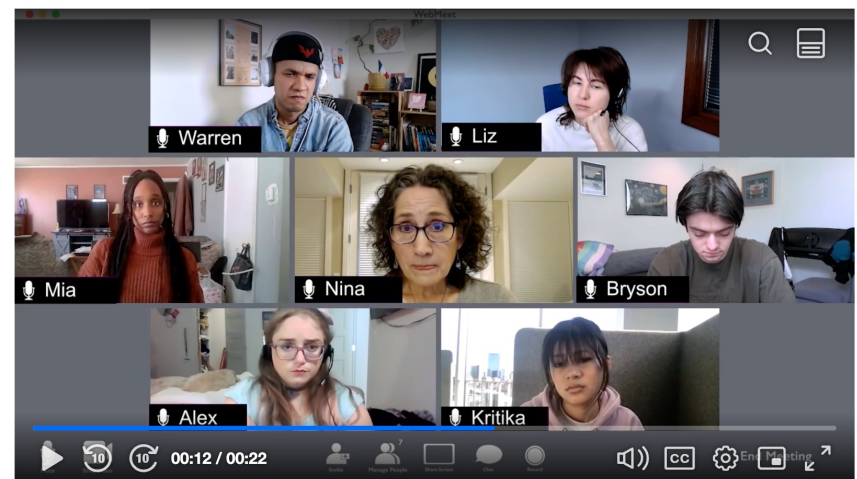 WebMeet
Warren
Liz
Mia
Nina
Bryson
Alex
Kritika
7
10
10
00:12 / 00:22
Invite
Manage People
Share Screen
Chat
Record
CC
End Meeting